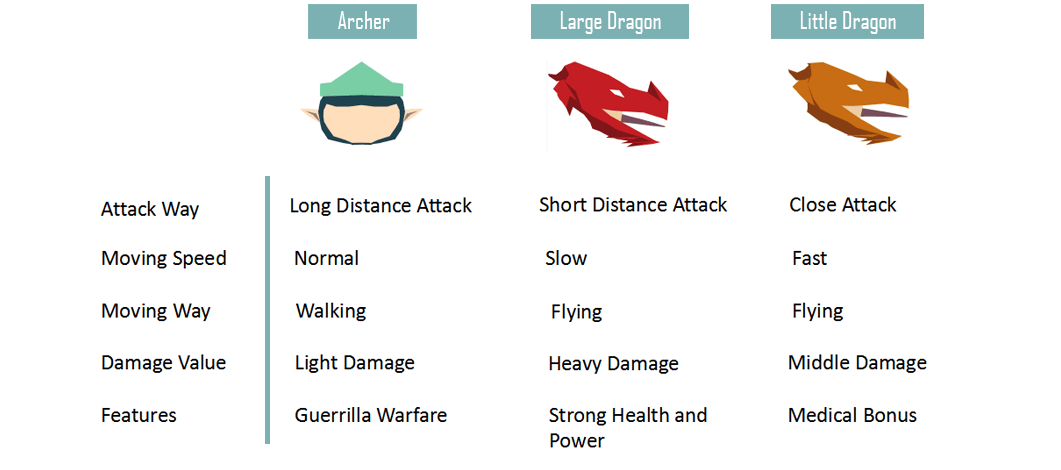 Archer Large Dragon Little Dragon
Attack Way Long Distance Attack Short Distance Attack Close Attack
Moving Speed Normal Slow Fast
Moving Way Walking Flying Flying
Damage Value Light Damage Heavy Damage Middle Damage
Features Guerrilla Warfare Strong Health and Medical Bonus
Power